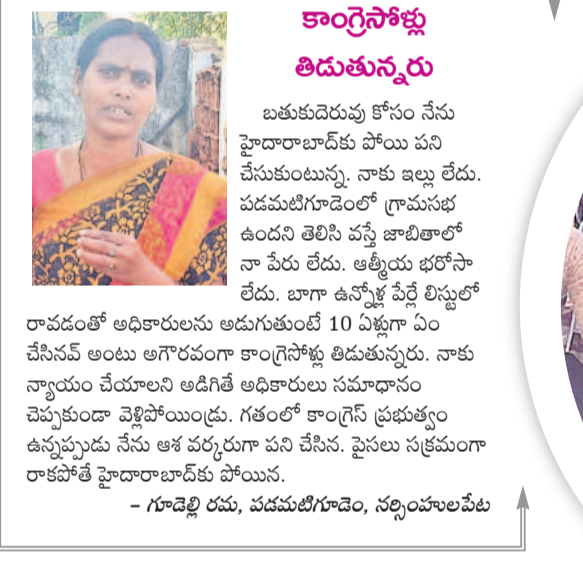 కాంగ్రెసోళ్లు
తిడుతున్నరు
బతుకుదెరువు కోసం నేను
హైదారాబాద్‌కు పోయి పని
చేసుకుంటున్న. నాకు ఇల్లు లేదు.
పడమటిగూడెంలో గ్రామసభ
ఉందని తెలిసి వస్తే జాబితాలో
నా పేరు లేదు. ఆత్మీయ భరోసా
లేదు. బాగా ఉన్నోళ్ల పేర్లే లిస్టులో
రావడంతో అధికారులను అడుగుతుంటే 10 ఏళ్లుగా ఏం
చేసినవ్ అంటు అగౌరవంగా కాంగ్రెసోళ్లు తిడుతున్నరు. నాకు
న్యాయం చేయాలని అడిగితే అధికారులు సమాధానం
చెప్పకుండా వెళ్లిపోయిండ్రు. గతంలో కాంగ్రెస్ ప్రభుత్వం
ఉన్నప్పుడు నేను ఆశ వర్కరుగా పని చేసిన. పైసలు సక్రమంగా
రాకపోతే హైదారాబాద్‌కు పోయిన.
– గూడెల్లి రమ, పడమటిగూడెం, నర్సింహులపేట